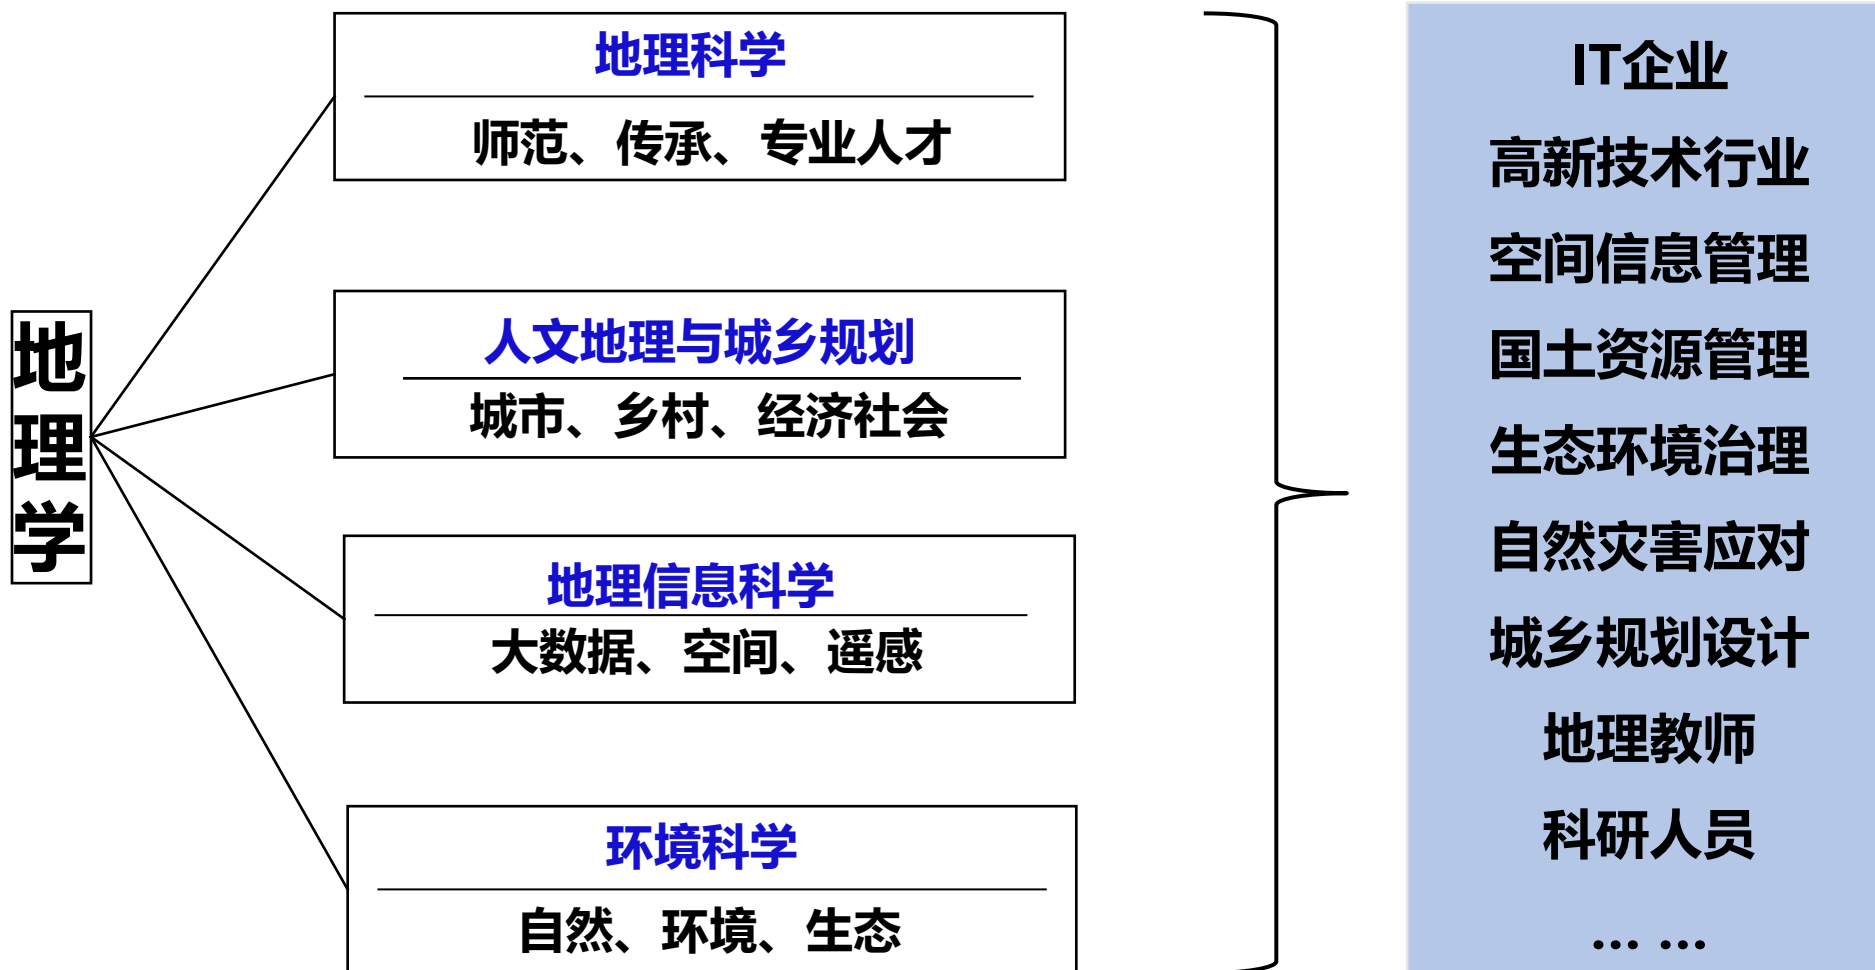 地理学
地理科学
师范、传承、专业人才
人文地理与城乡规划
城市、乡村、经济社会
地理信息科学
大数据、空间、遥感
环境科学
自然、环境、生态
IT企业
高新技术行业
空间信息管理
国土资源管理
生态环境治理
自然灾害应对
城乡规划设计
地理教师
科研人员
... ...